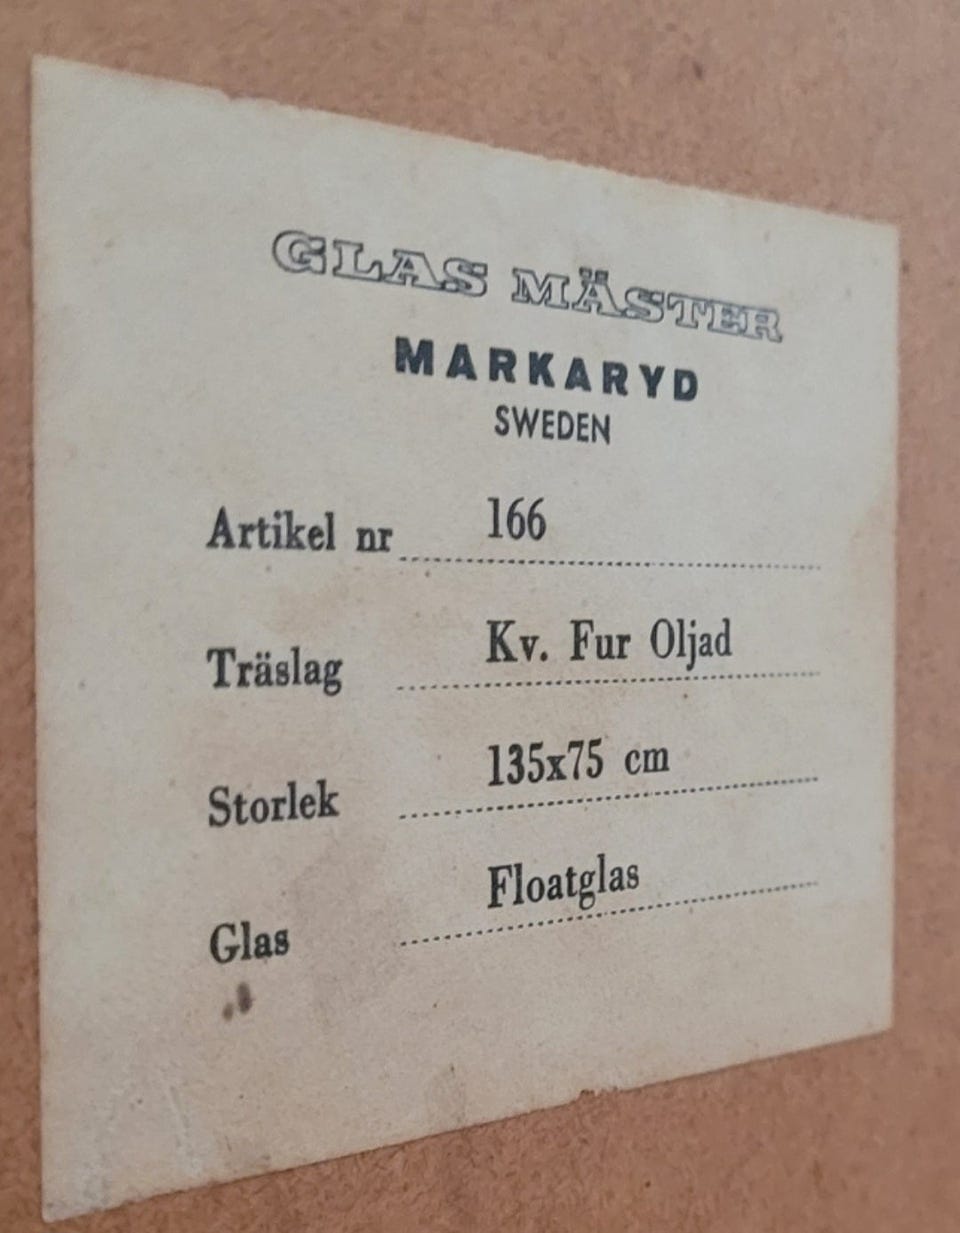 GLAS MÄSTER
MARKARYD
SWEDEN
Artikel nr 166
Träslag Kv. Fur Oljad
Storlek 135x75 cm
Glas Floatglas